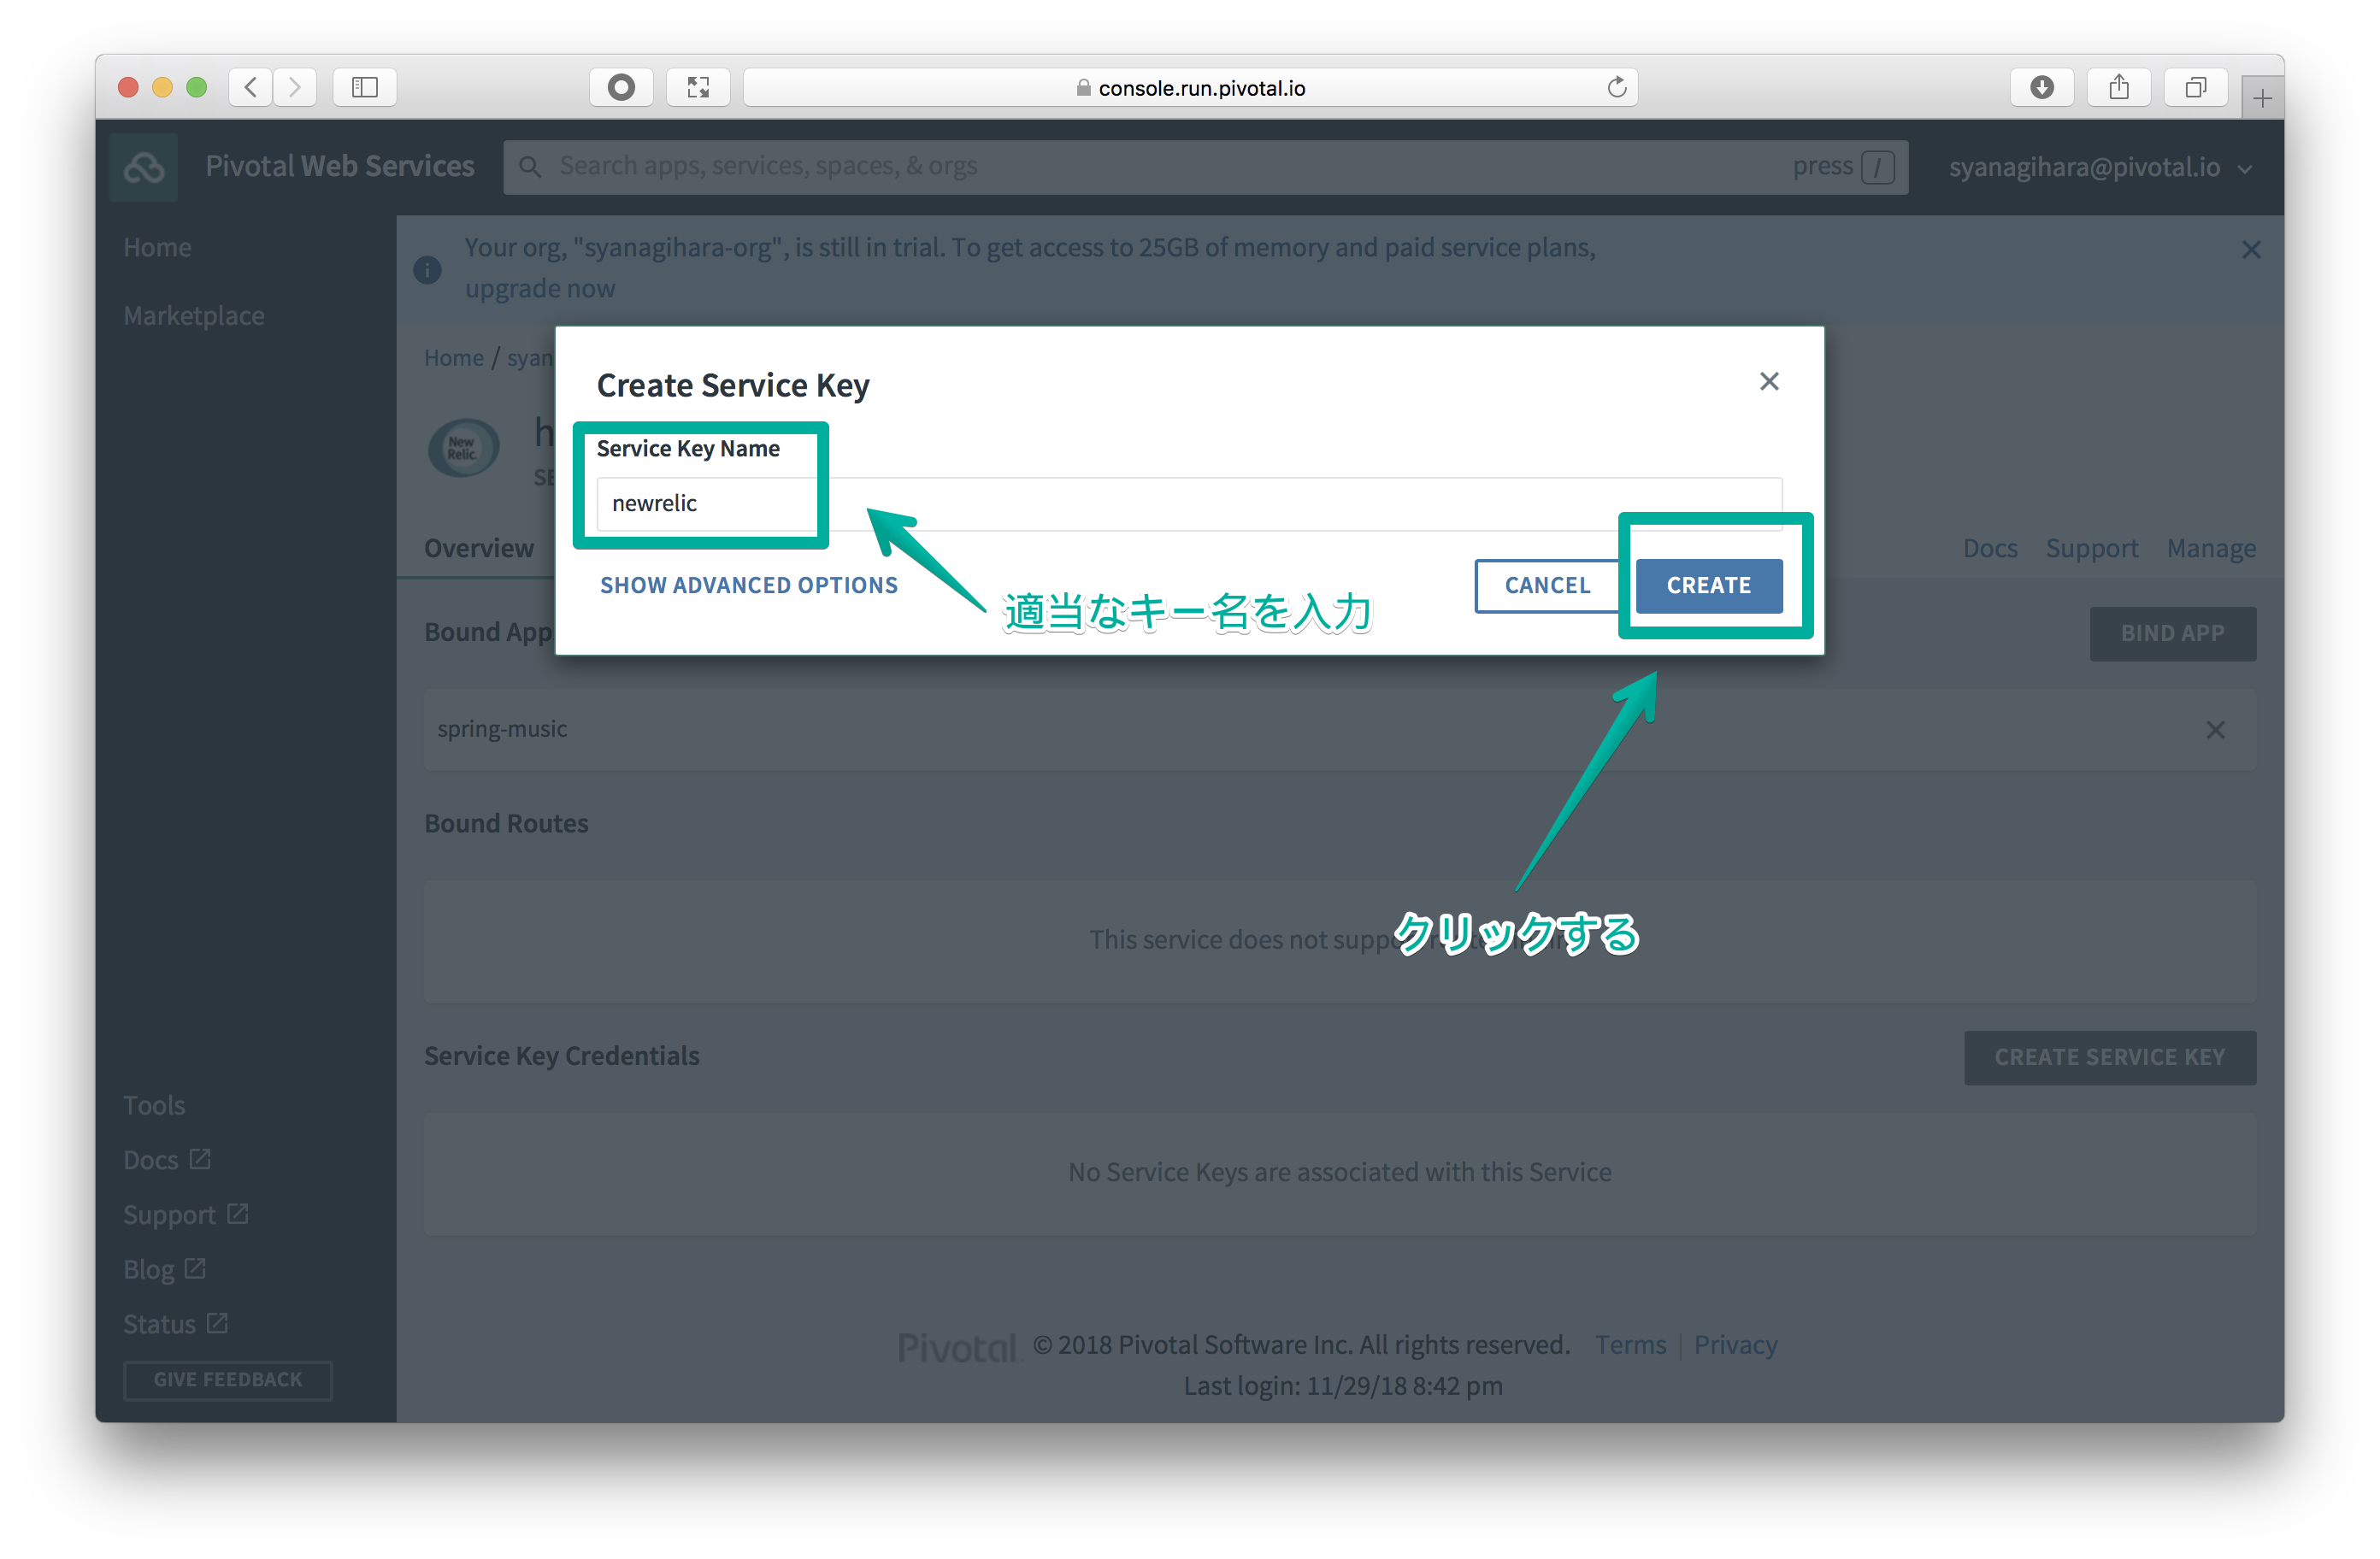 console.run.pivotal.io
Pivotal Web Services
Search apps, services, spaces, & orgs
press /
syanagihara@pivotal.io
Home
Marketplace
Your org, "syanagihara-org", is still in trial. To get access to 25GB of memory and paid service plans,
upgrade now
Home / syan
New
Relic.
h
SE
Create Service Key
Service Key Name
newrelic
SHOW ADVANCED OPTIONS
CANCEL
CREATE
適当なキー名を入力
クリックする
Overview
Docs
Support
Manage
Bound App
BIND APP
spring-music
Bound Routes
This service does not
Service Key Credentials
CREATE SERVICE KEY
No Service Keys are associated with this Service
Tools
Docs
Support
Blog
Status
GIVE FEEDBACK
Pivotal. © 2018 Pivotal Software Inc. All rights reserved. Terms | Privacy
Last login: 11/29/18 8:42 pm